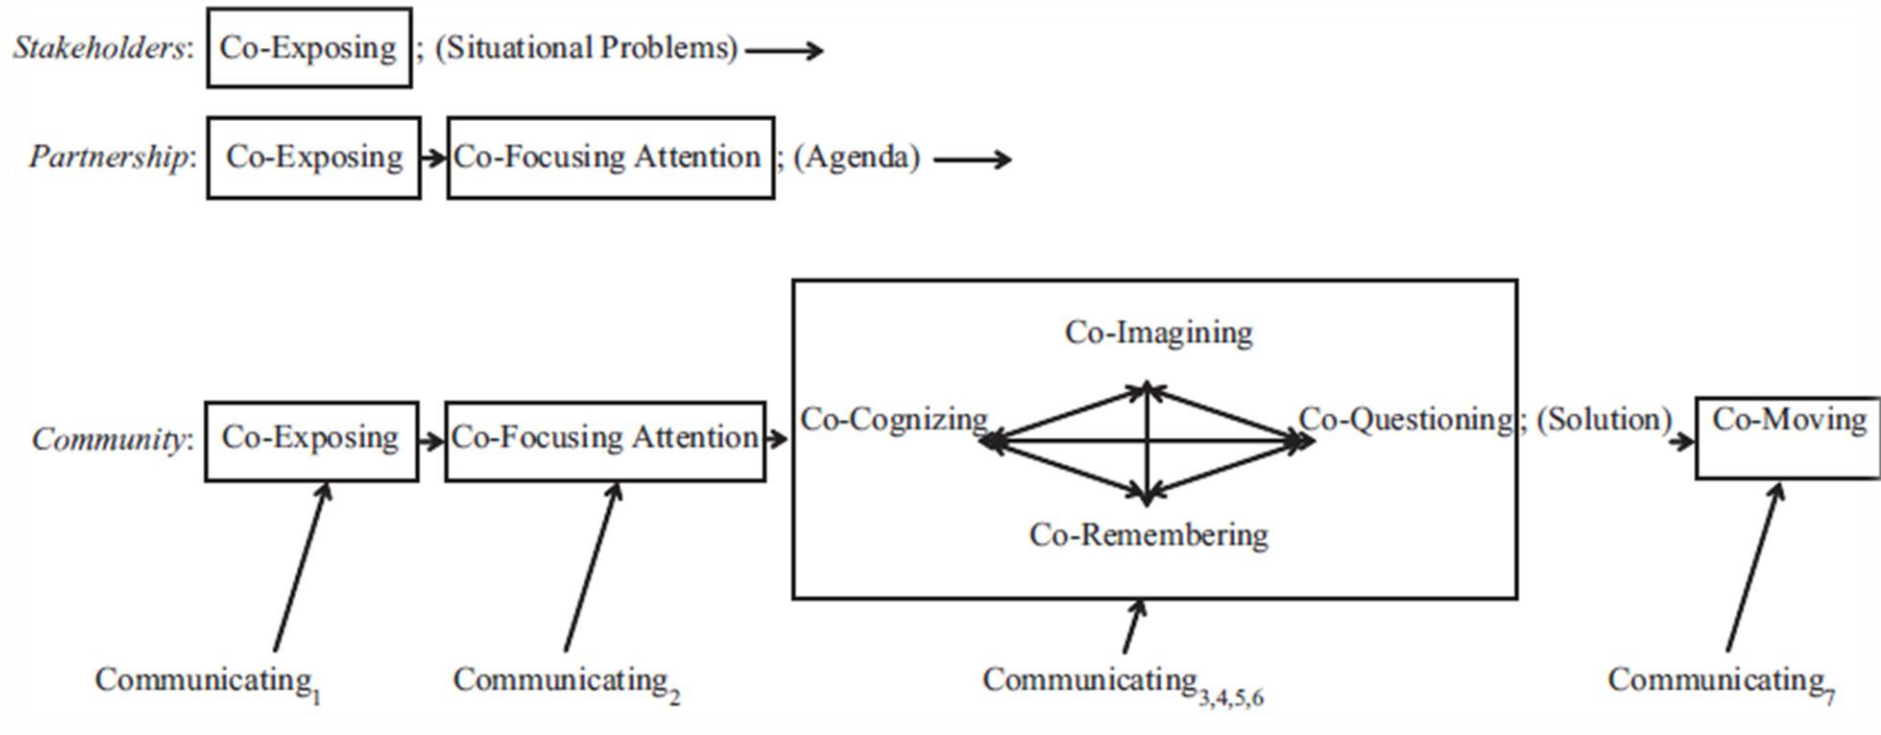 Stakeholders: Co-Exposing ; (Situational Problems)
Partnership: Co-Exposing Co-Focusing Attention ; (Agenda)
Co-Imagining
Community: Co-Exposing Co-Focusing Attention Co-Cognizing Co-Questioning ; (Solution) Co-Moving
Co-Remembering
Communicating1 Communicating2 Communicating3,4,5,6 Communicating7